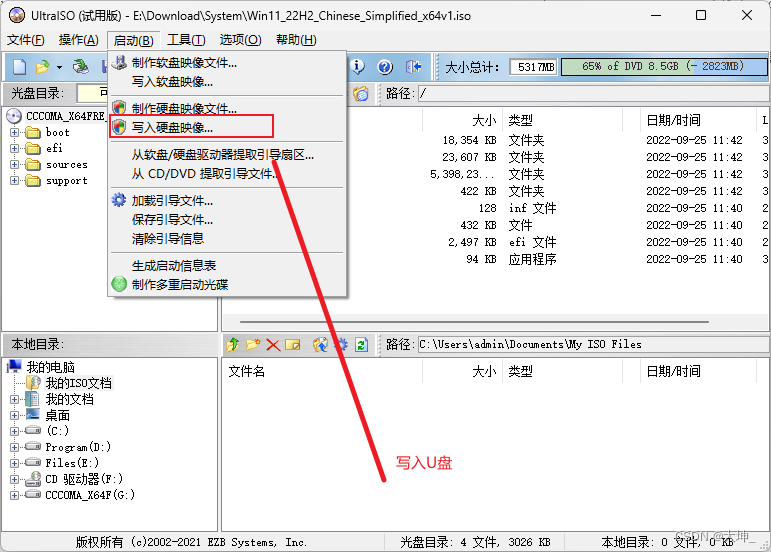 UltraISO (试用版) - E:\Download\System\Win11_22H2_Chinese_Simplified_x64v1.iso
文件(F) 操作(A) 启动(B) 工具(T) 选项(O) 帮助(H)
大小总计: 5317MB 65% of DVD 8.5GB (- 2823MB)
光盘目录: 可
路径: /
制作软盘映像文件...
写入软盘映像...
制作硬盘映像文件...
写入硬盘映像...
从软盘/硬盘驱动器提取引导扇区...
从 CD/DVD 提取引导文件...
加载引导文件...
保存引导文件...
清除引导信息
生成启动信息表
制作多重启动光碟
CCCOMA_X64FRE_
boot
efi
sources
support
大小 类型 日期/时间 L
18,354 KB 文件夹 2022-09-25 11:42 3
23,607 KB 文件夹 2022-09-25 11:42 3
5,398,23... 文件夹 2022-09-25 11:42 3
422 KB 文件夹 2022-09-25 11:42 3
128 inf 文件 2022-09-25 11:40 2
432 KB 文件 2022-09-25 11:40 2
2,497 KB efi 文件 2022-09-25 11:40 2
94 KB 应用程序 2022-09-25 11:40 3
本地目录:
路径: C:\Users\admin\Documents\My ISO Files
我的电脑
我的ISO文档
我的文档
桌面
(C:)
Program(D:)
Files(E:)
CD 驱动器(F:)
CCCOMA_X64F(G:)
文件名 大小 类型 日期/时间
写入U盘
版权所有 (c)2002-2021 EZB Systems, Inc.
光盘目录: 4 文件, 3026 KB
本地目录: 0 文件, 0 KB